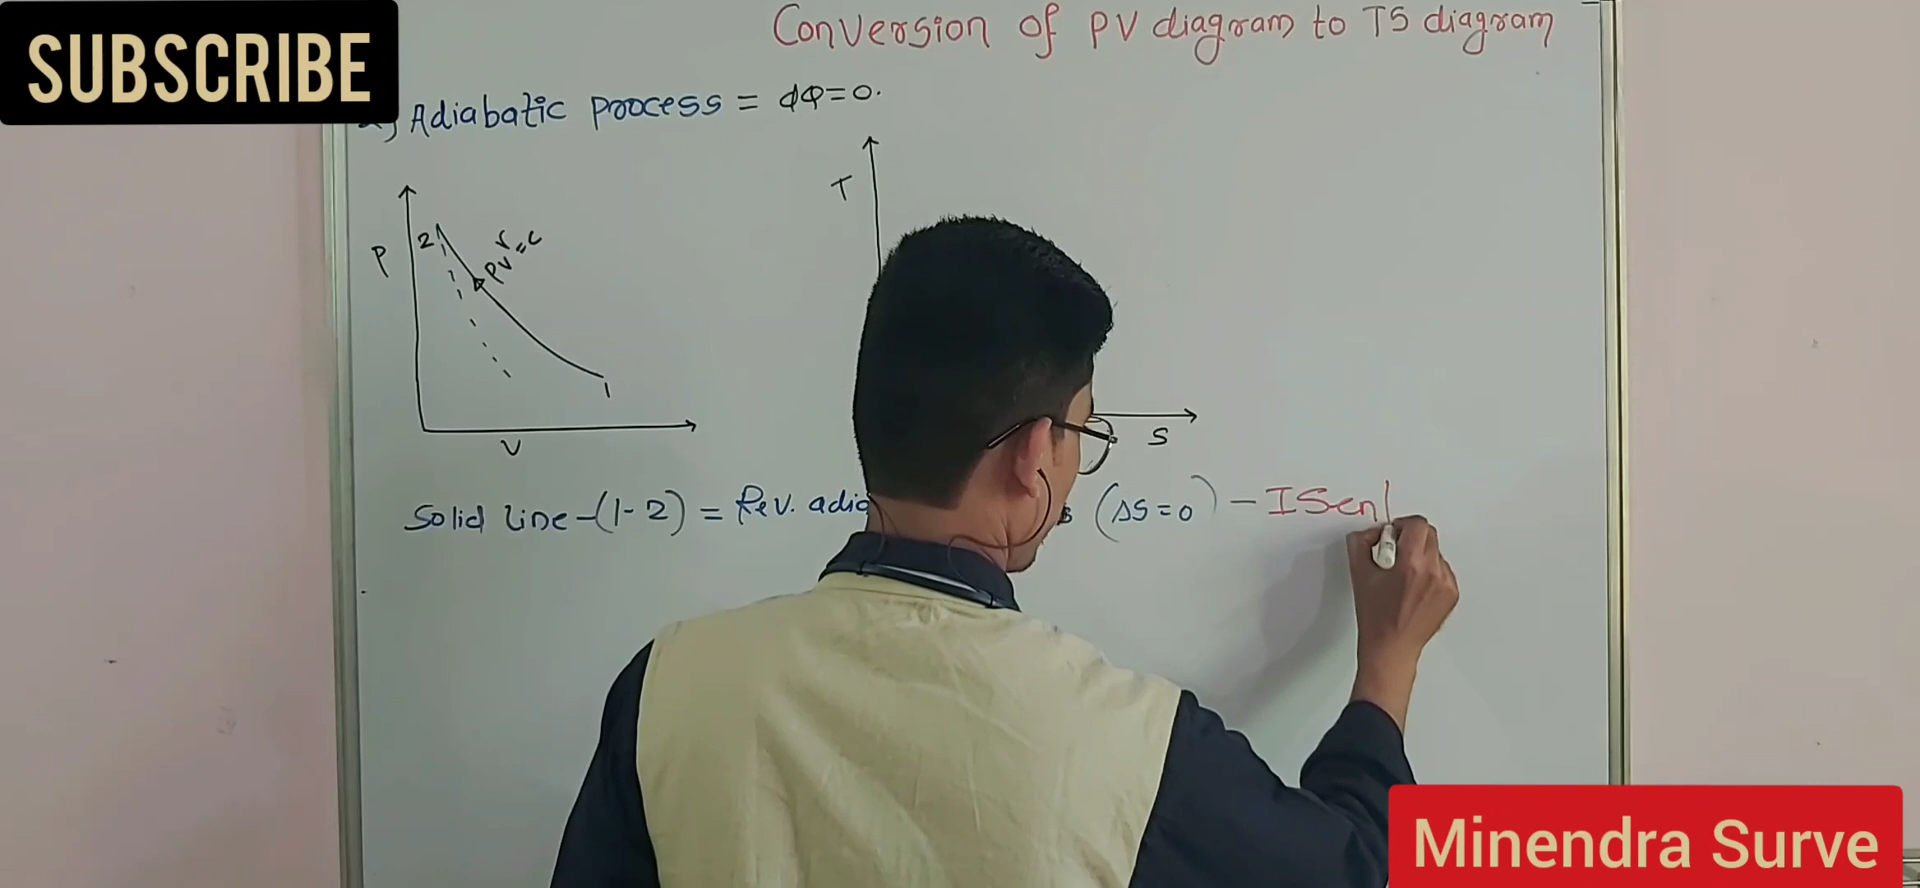 SUBSCRIBE
Conversion of PV diagram to TS diagram
Adiabatic process = dQ=0.
T
P
2
PV^γ=c
1
V
S
Solid line-(1-2) = Rev. adia (ΔS=0) - ISen
Minendra Surve